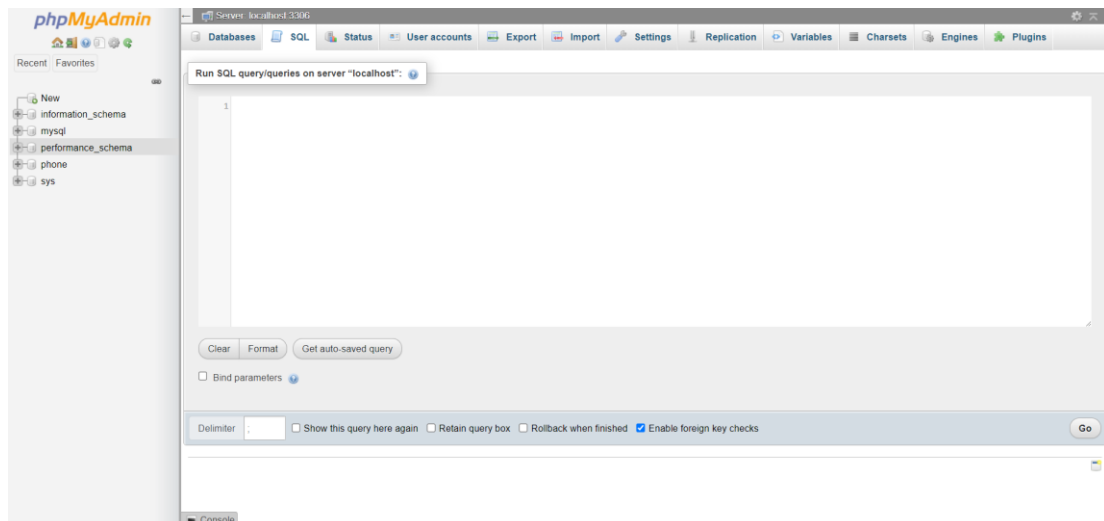 phpMyAdmin
Recent Favorites
New
information_schema
mysql
performance_schema
phone
sys
Server: localhost:3306
Databases SQL Status User accounts Export Import Settings Replication Variables Charsets Engines Plugins
Run SQL query/queries on server “localhost”:
1
Clear Format Get auto-saved query
Bind parameters
Delimiter ; Show this query here again Retain query box Rollback when finished Enable foreign key checks Go
Console